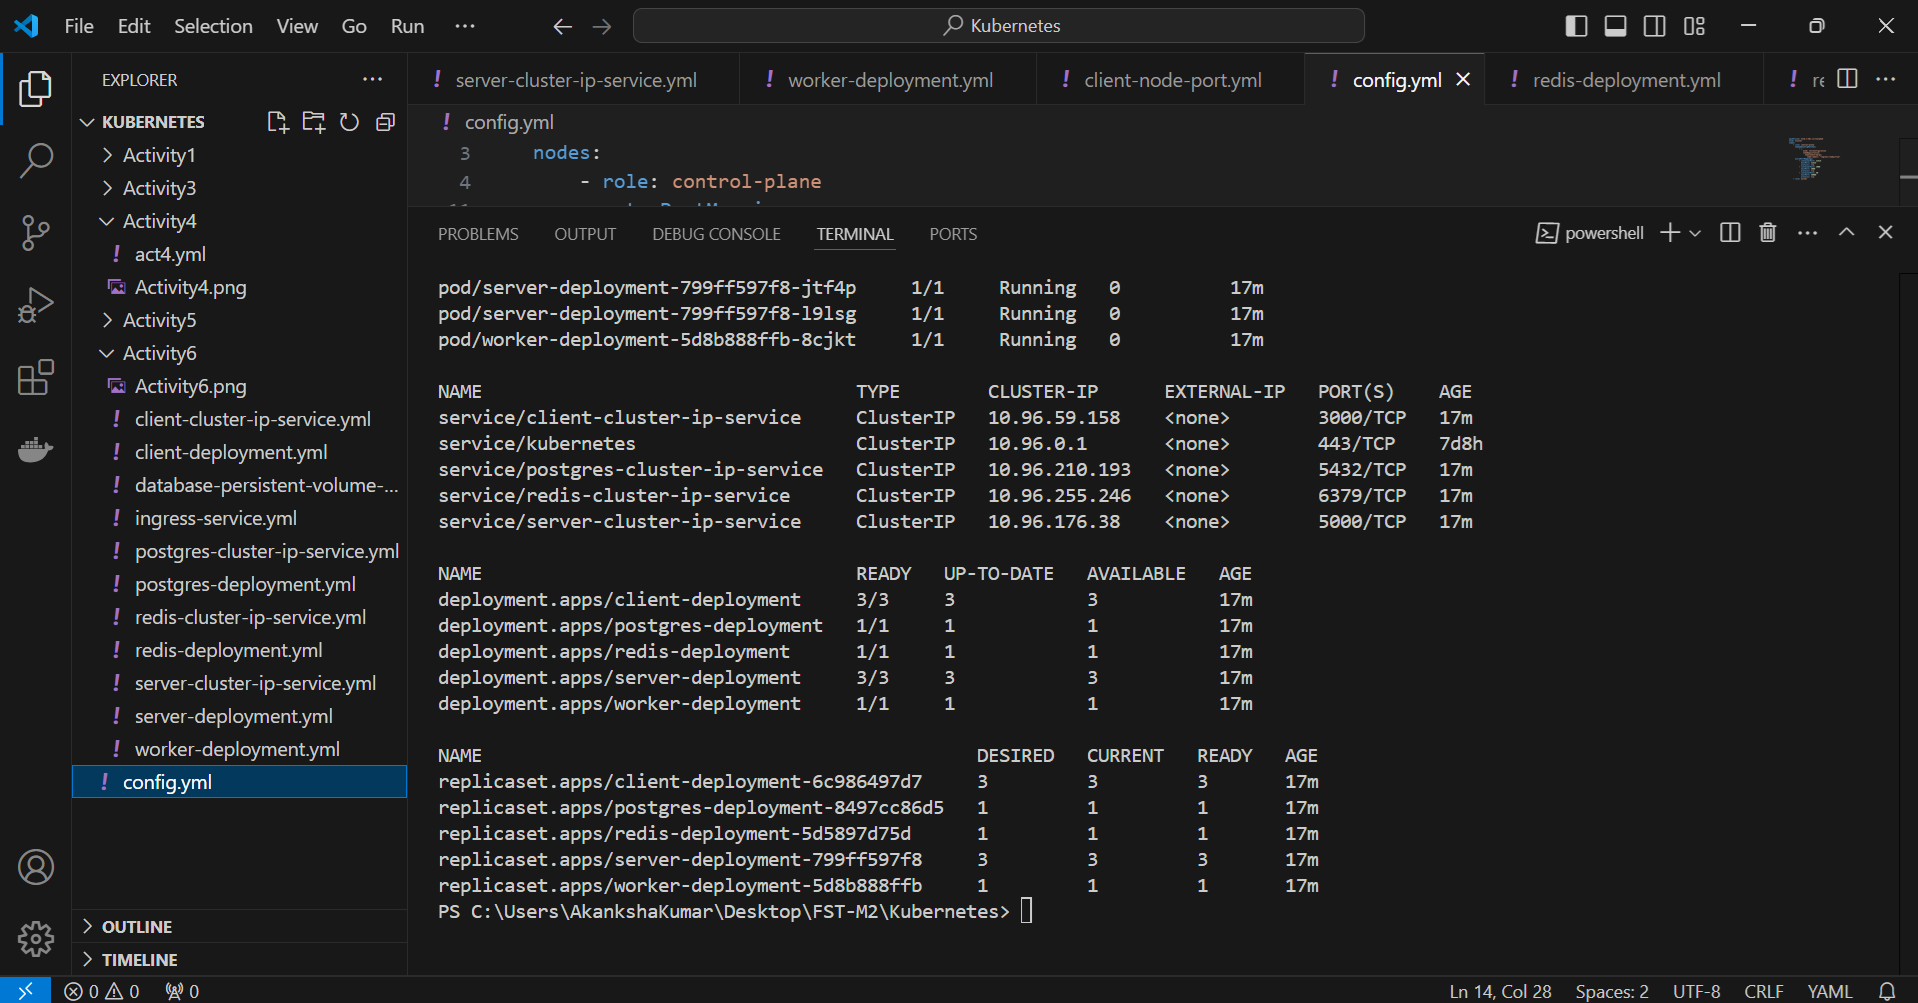 File Edit Selection View Go Run ··· Kubernetes
EXPLORER ···
KUBERNETES
Activity1
Activity3
Activity4
! act4.yml
Activity4.png
Activity5
Activity6
Activity6.png
! client-cluster-ip-service.yml
! client-deployment.yml
! database-persistent-volume-...
! ingress-service.yml
! postgres-cluster-ip-service.yml
! postgres-deployment.yml
! redis-cluster-ip-service.yml
! redis-deployment.yml
! server-cluster-ip-service.yml
! server-deployment.yml
! worker-deployment.yml
! config.yml
OUTLINE
TIMELINE
! server-cluster-ip-service.yml ! worker-deployment.yml ! client-node-port.yml ! config.yml ! redis-deployment.yml ! re ···
! config.yml
3 nodes:
4 - role: control-plane
PROBLEMS OUTPUT DEBUG CONSOLE TERMINAL PORTS powershell ···
pod/server-deployment-799ff597f8-jtf4p 1/1 Running 0 17m
pod/server-deployment-799ff597f8-l9lsg 1/1 Running 0 17m
pod/worker-deployment-5d8b888ffb-8cjkt 1/1 Running 0 17m
NAME TYPE CLUSTER-IP EXTERNAL-IP PORT(S) AGE
service/client-cluster-ip-service ClusterIP 10.96.59.158 <none> 3000/TCP 17m
service/kubernetes ClusterIP 10.96.0.1 <none> 443/TCP 7d8h
service/postgres-cluster-ip-service ClusterIP 10.96.210.193 <none> 5432/TCP 17m
service/redis-cluster-ip-service ClusterIP 10.96.255.246 <none> 6379/TCP 17m
service/server-cluster-ip-service ClusterIP 10.96.176.38 <none> 5000/TCP 17m
NAME READY UP-TO-DATE AVAILABLE AGE
deployment.apps/client-deployment 3/3 3 3 17m
deployment.apps/postgres-deployment 1/1 1 1 17m
deployment.apps/redis-deployment 1/1 1 1 17m
deployment.apps/server-deployment 3/3 3 3 17m
deployment.apps/worker-deployment 1/1 1 1 17m
NAME DESIRED CURRENT READY AGE
replicaset.apps/client-deployment-6c986497d7 3 3 3 17m
replicaset.apps/postgres-deployment-8497cc86d5 1 1 1 17m
replicaset.apps/redis-deployment-5d5897d75d 1 1 1 17m
replicaset.apps/server-deployment-799ff597f8 3 3 3 17m
replicaset.apps/worker-deployment-5d8b888ffb 1 1 1 17m
PS C:\Users\AkankshaKumar\Desktop\FST-M2\Kubernetes>
0 0 0 Ln 14, Col 28 Spaces: 2 UTF-8 CRLF YAML